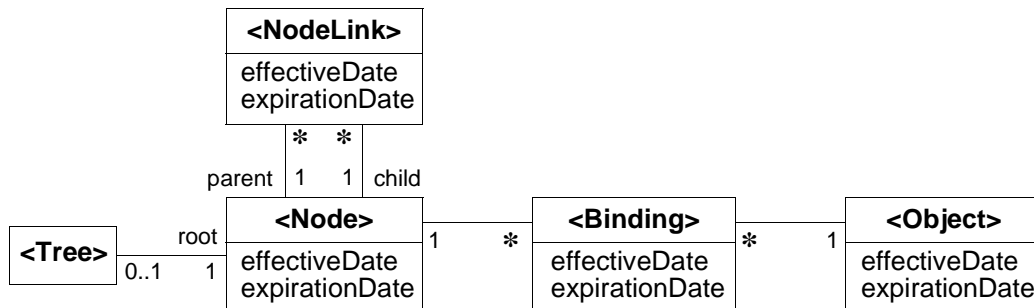 <NodeLink>
effectiveDate
expirationDate
* *
parent 1 1 child
<Tree> 0..1 root 1
<Node>
effectiveDate
expirationDate
1 *
<Binding>
effectiveDate
expirationDate
* 1
<Object>
effectiveDate
expirationDate